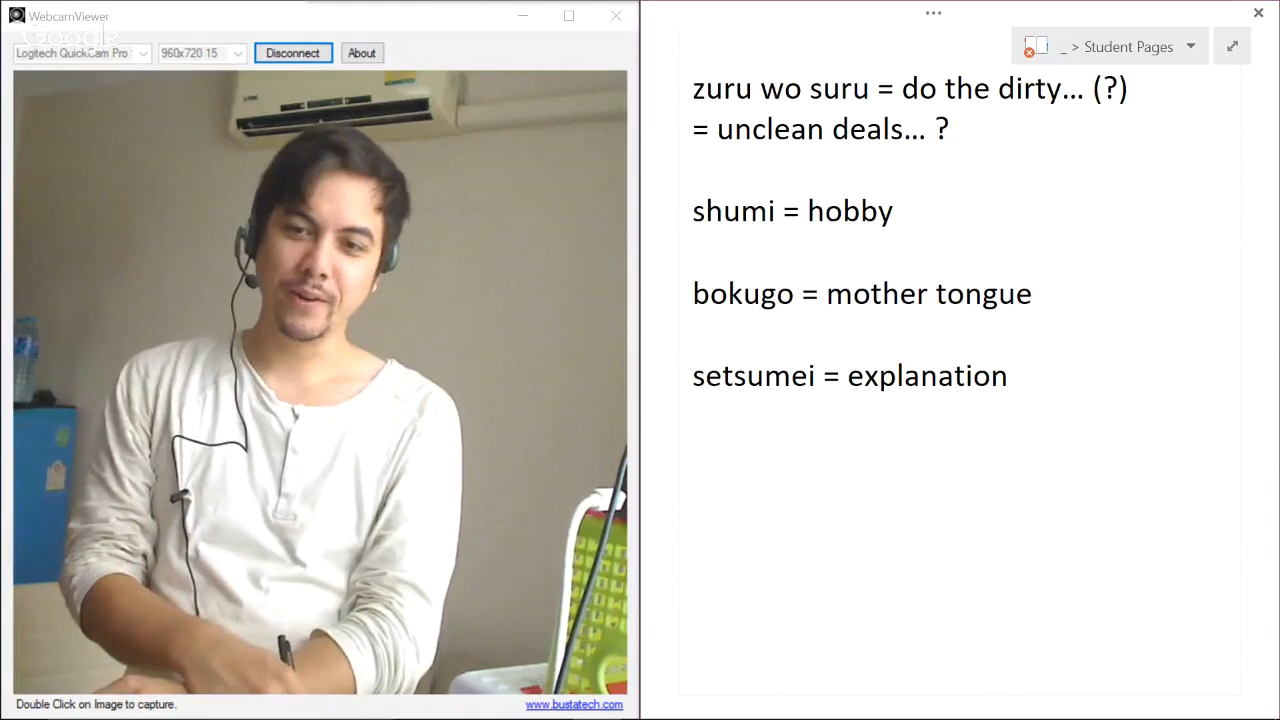 WebcamViewer
Google
Logitech QuickCam Pro
960x720 15
Disconnect
About
Double Click on Image to capture.
www.bustatech.com
_ > Student Pages
zuru wo suru = do the dirty... (?)
= unclean deals... ?
shumi = hobby
bokugo = mother tongue
setsumei = explanation